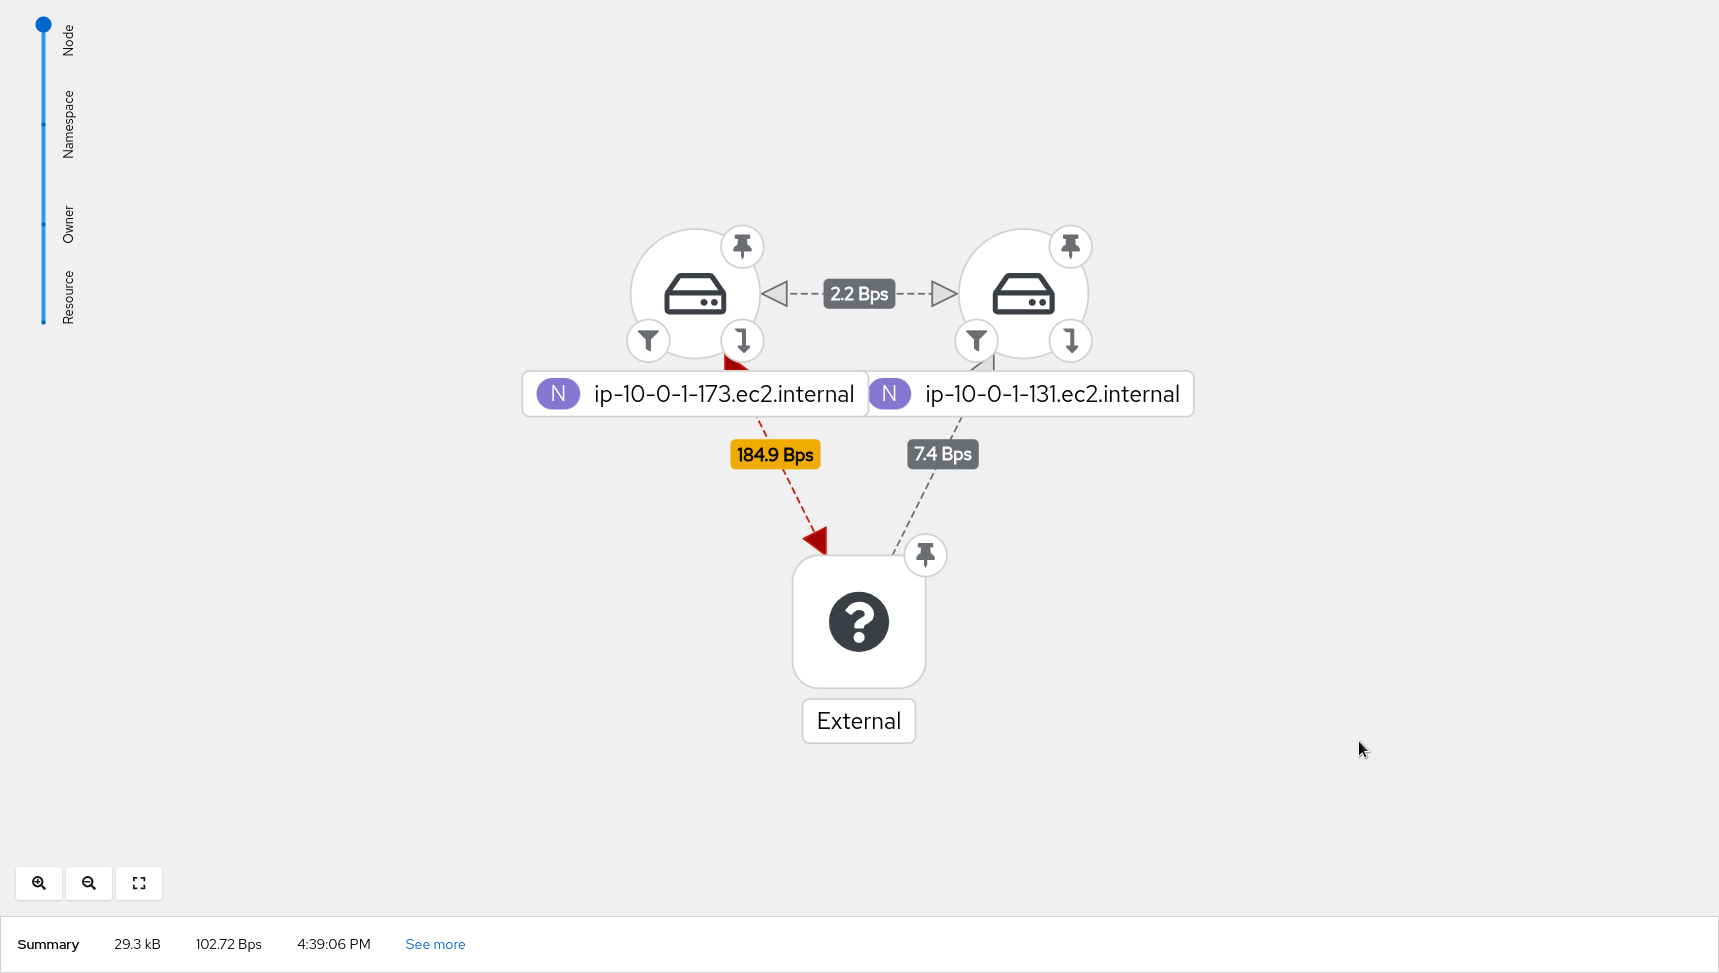 Node
Namespace
Owner
Resource
2.2 Bps
N ip-10-0-1-173.ec2.internal
N ip-10-0-1-131.ec2.internal
184.9 Bps
7.4 Bps
?
External
Summary 29.3 kB 102.72 Bps 4:39:06 PM See more